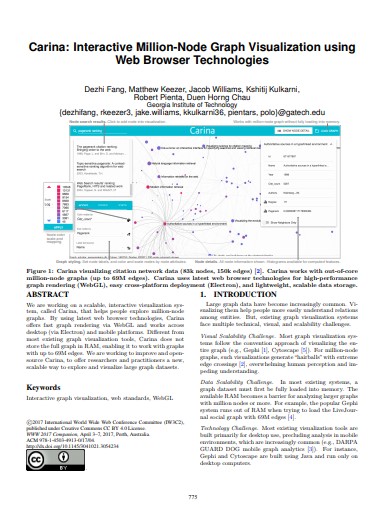 Carina: Interactive Million-Node Graph Visualization using
Web Browser Technologies
Dezhi Fang, Matthew Keezer, Jacob Williams, Kshitij Kulkarni,
Robert Pienta, Duen Horng Chau
Georgia Institute of Technology
{dezhifang, rkeezer3, jake.williams, kkulkarni36, pientars, polo}@gatech.edu
Carina
Figure 1: Carina visualizing citation network data (83k nodes, 150k edges) [2]. Carina works with out-of-core
million-node graphs (up to 69M edges). Carina uses latest web browser technologies for high-performance
graph rendering (WebGL), easy cross-platform deployment (Electron), and lightweight, scalable data storage.
ABSTRACT
We are working on a scalable, interactive visualization sys-
tem, called Carina, that helps people explore million-node
graphs. By using latest web browser technologies, Carina
offers fast graph rendering via WebGL and works across
desktop (via Electron) and mobile platforms. Different from
most existing graph visualization tools, Carina does not
store the full graph in RAM, enabling it to work with graphs
with up to 69M edges. We are working to improve and open-
source Carina, to offer researchers and practitioners a new,
scalable way to explore and visualize large graph datasets.
Keywords
Interactive graph visualization, web standards, WebGL
©2017 International World Wide Web Conference Committee (IW3C2),
published under Creative Commons CC BY 4.0 License.
WWW 2017 Companion, April 3–7, 2017, Perth, Australia.
ACM 978-1-4503-4913-0/17/04.
http://dx.doi.org/10.1145/3041021.3054234
cc
BY
1. INTRODUCTION
Large graph data have become increasingly common. Vi-
sualizing them help people more easily understand relations
among entities. But, existing graph visualization systems
face multiple technical, visual, and scalability challenges.
Visual Scalability Challenge. Most graph visualization sys-
tems follow the convention approach of visualizing the en-
tire graph (e.g., Gephi [1], Cytoscape [5]). For million-node
graphs, such visualizations generate "hairballs" with extreme
edge crossings [2], overwhelming human perception and im-
peding understanding.
Data Scalability Challenge. In most existing systems, a
graph dataset must first be fully loaded into memory. The
available RAM becomes a barrier for analyzing larger graphs
with million nodes or more. For example, the popular Gephi
system runs out of RAM when trying to load the LiveJour-
nal social graph with 69M edges [4].
Technology Challenge. Most existing visualization tools are
built primarily for desktop use, precluding analysis in mobile
environments, which are increasingly common (e.g., DARPA
GUARD DOG mobile graph analytics [3]). For instance,
Gephi and Cytoscape are built using Java and run only on
desktop computers.
775